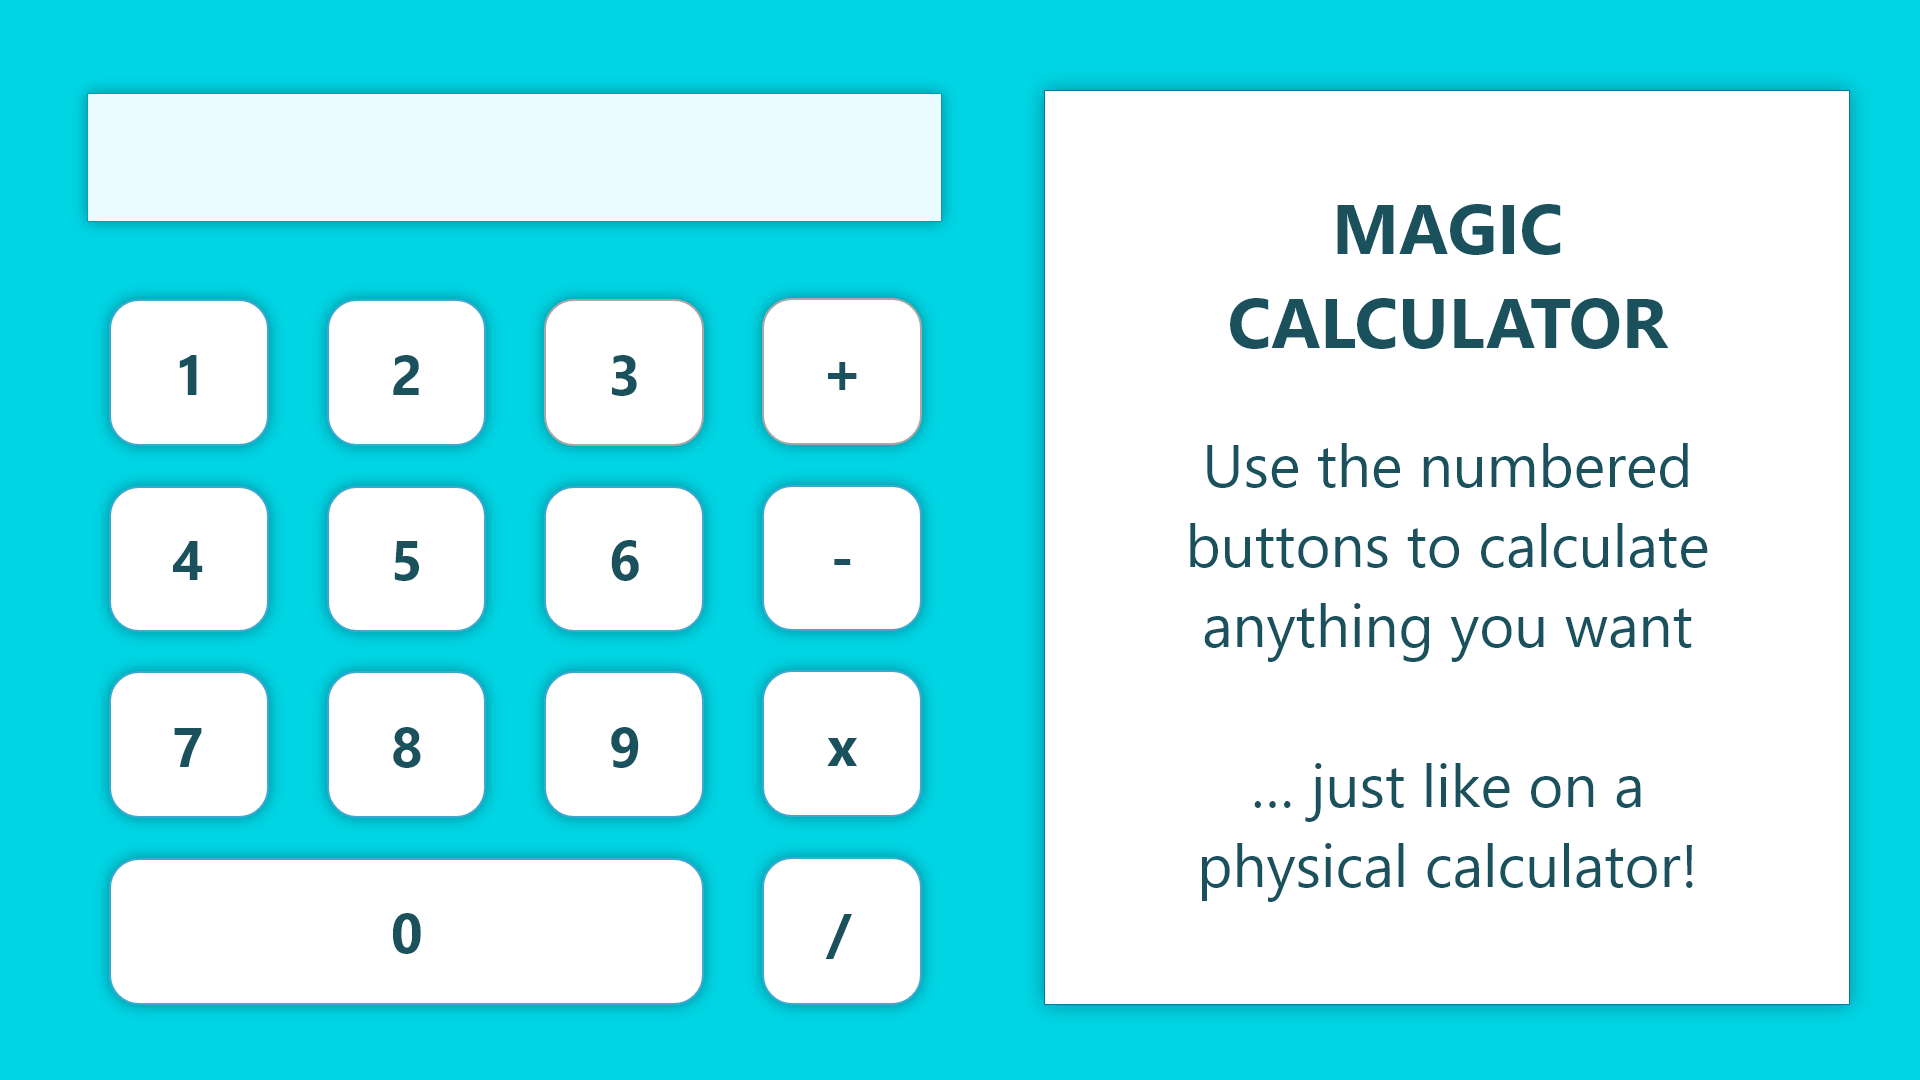 1 2 3 +
4 5 6 -
7 8 9 x
0 /
MAGIC
CALCULATOR
Use the numbered
buttons to calculate
anything you want
... just like on a
physical calculator!